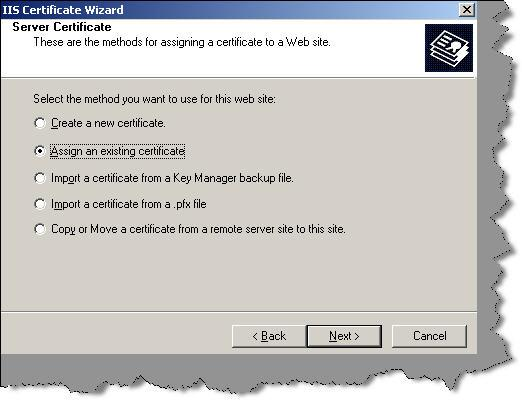 IIS Certificate Wizard
Server Certificate
These are the methods for assigning a certificate to a Web site.
Select the method you want to use for this web site:
Create a new certificate.
Assign an existing certificate
Import a certificate from a Key Manager backup file.
Import a certificate from a .pfx file
Copy or Move a certificate from a remote server site to this site.
< Back Next > Cancel